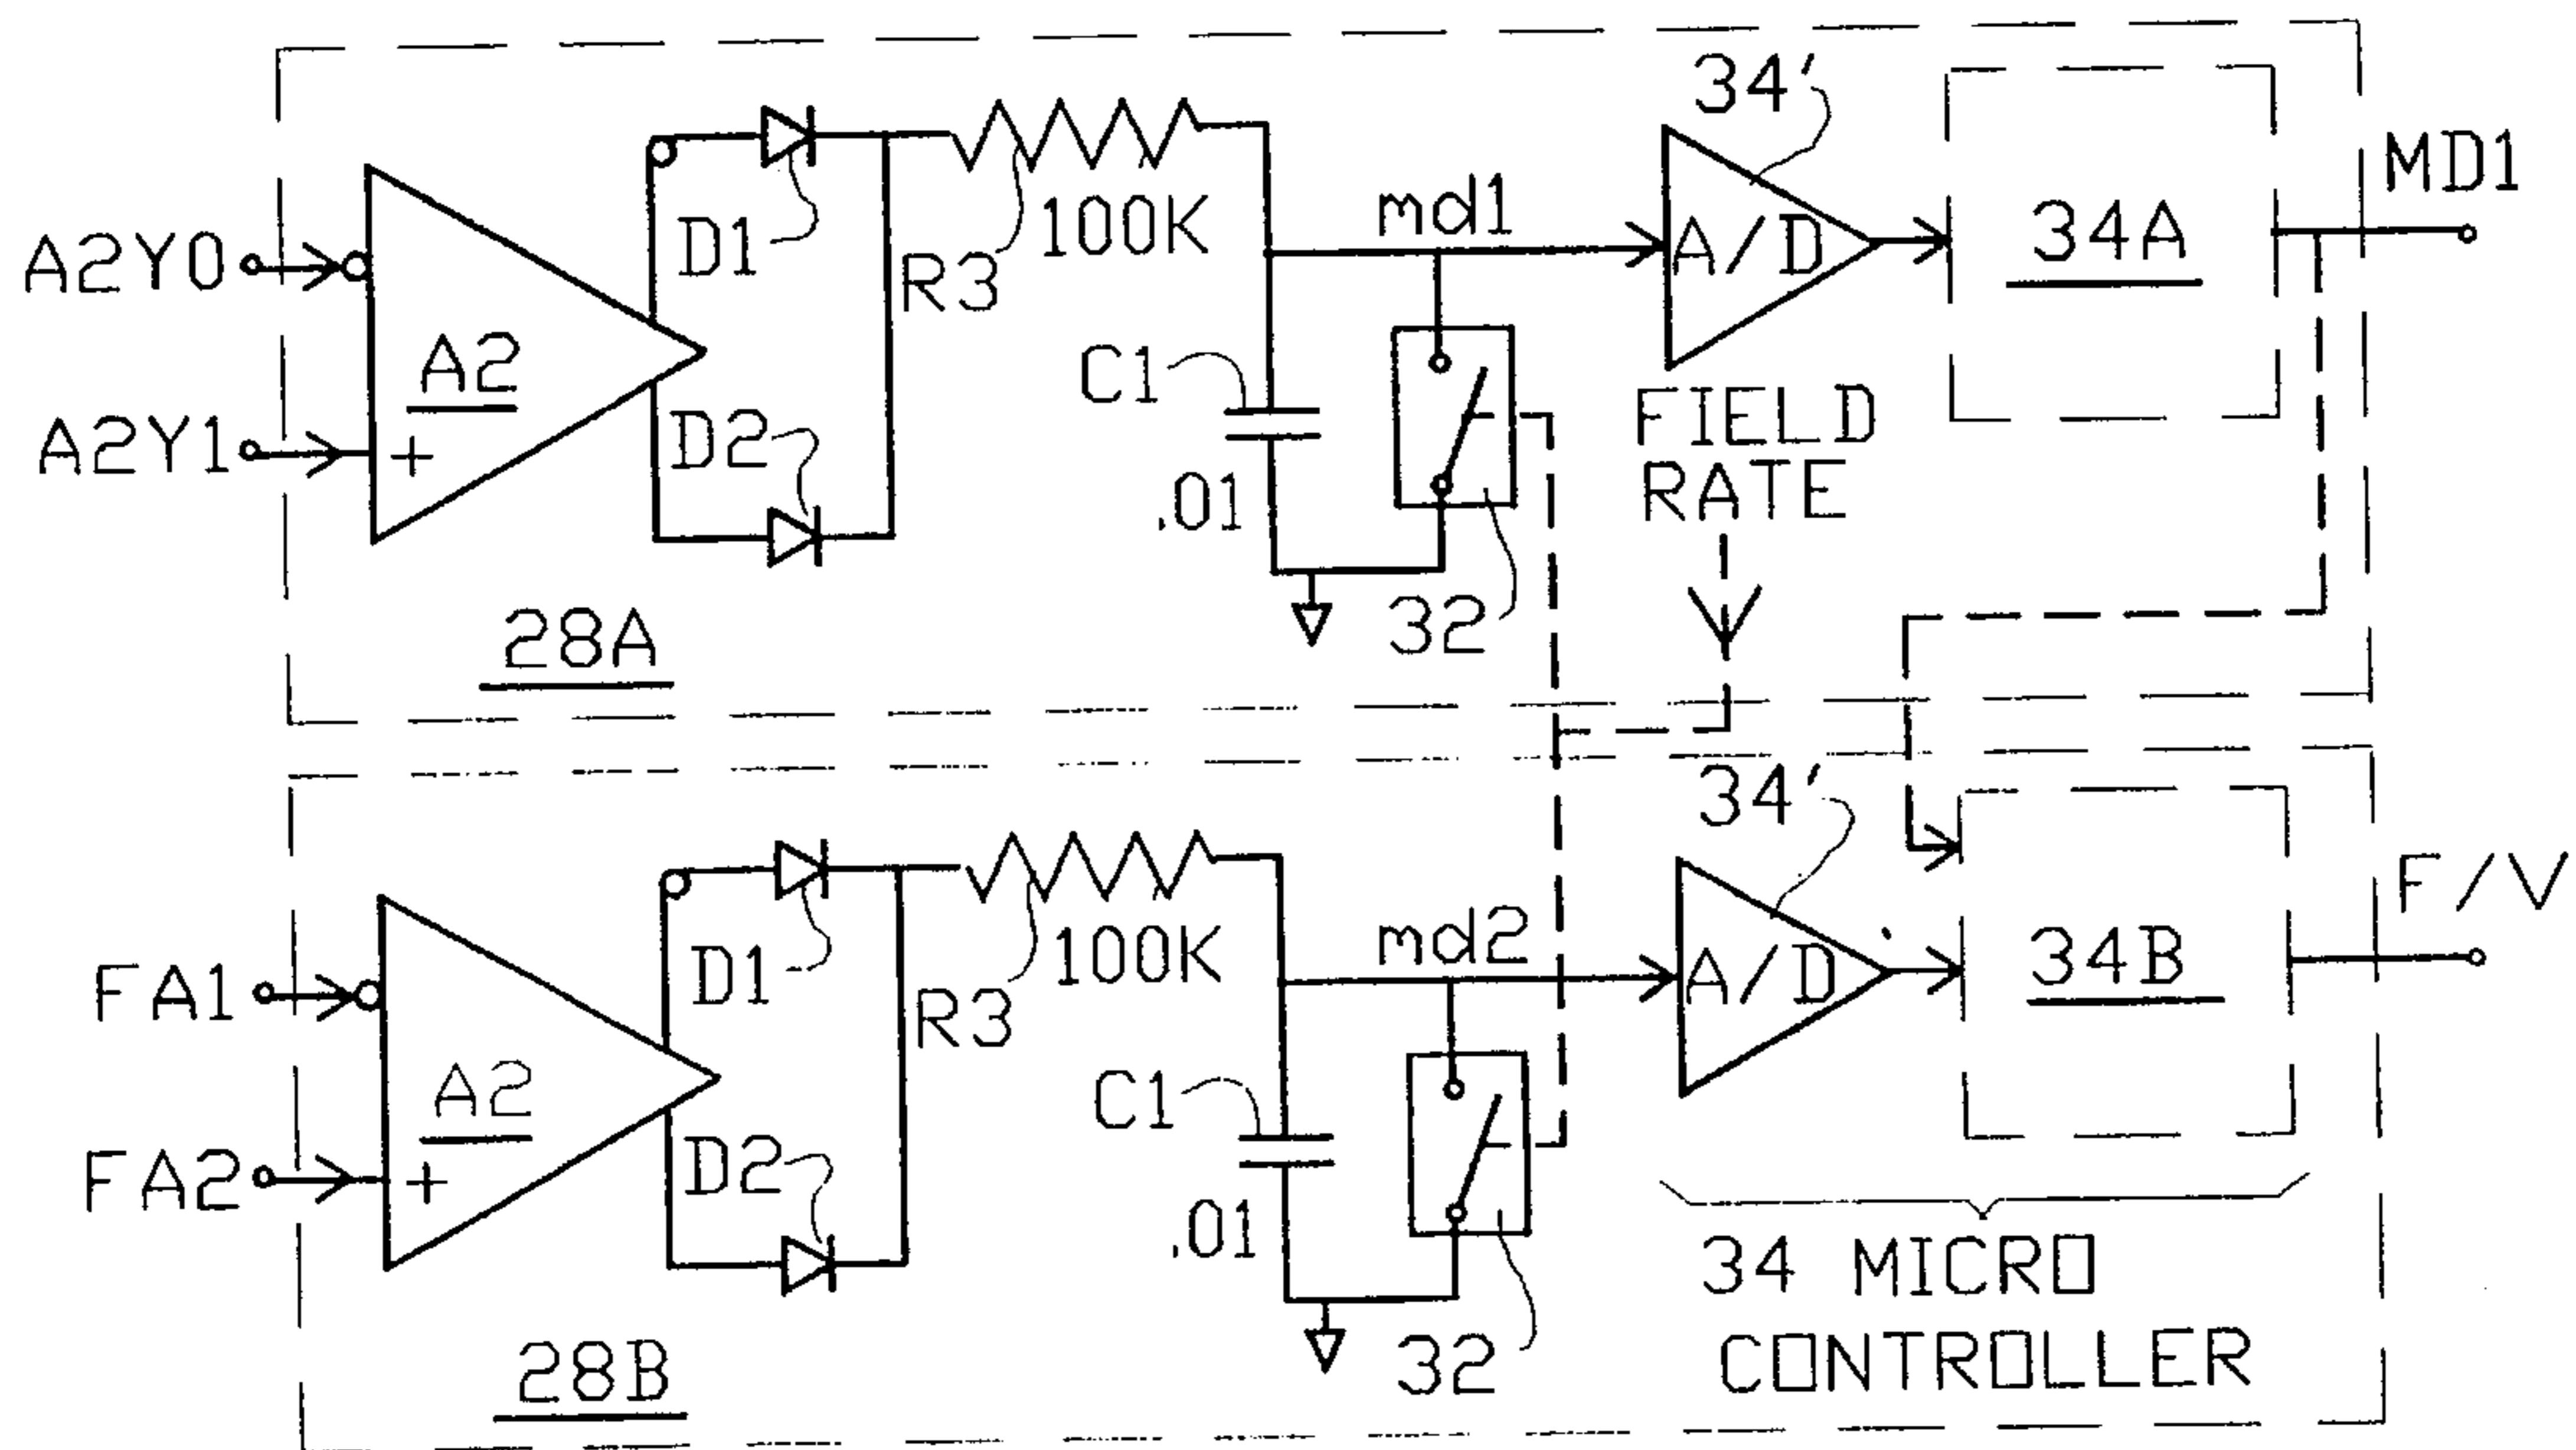 34'
MD1
D1
R3
100K
md1
A/D
34A
A2Y0
A2
A2Y1
+
D2
C1
.01
32
FIELD
RATE
28A
34'
F/V
D1
R3
100K
md2
A/D
34B
FA1
A2
FA2
+
D2
C1
.01
32
34 MICRO
CONTROLLER
28B